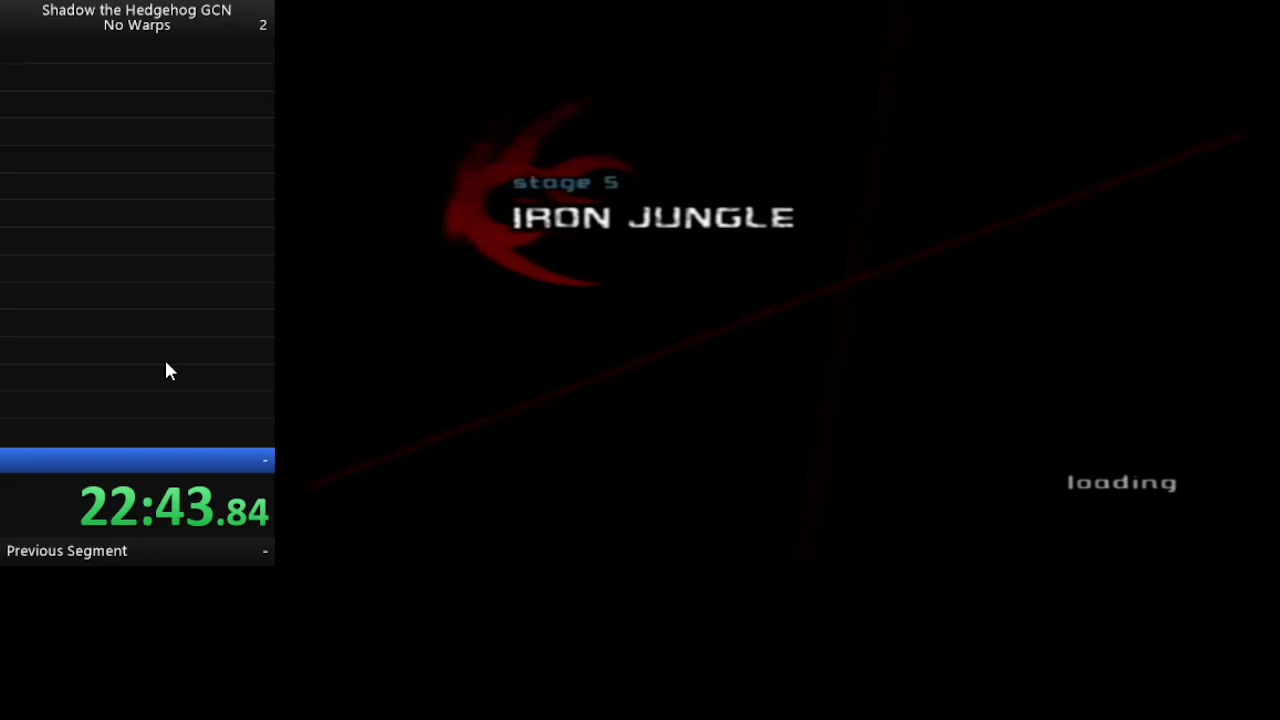 Shadow the Hedgehog GCN
No Warps 2
stage 5
IRON JUNGLE
-
loading
22:43.84
Previous Segment -